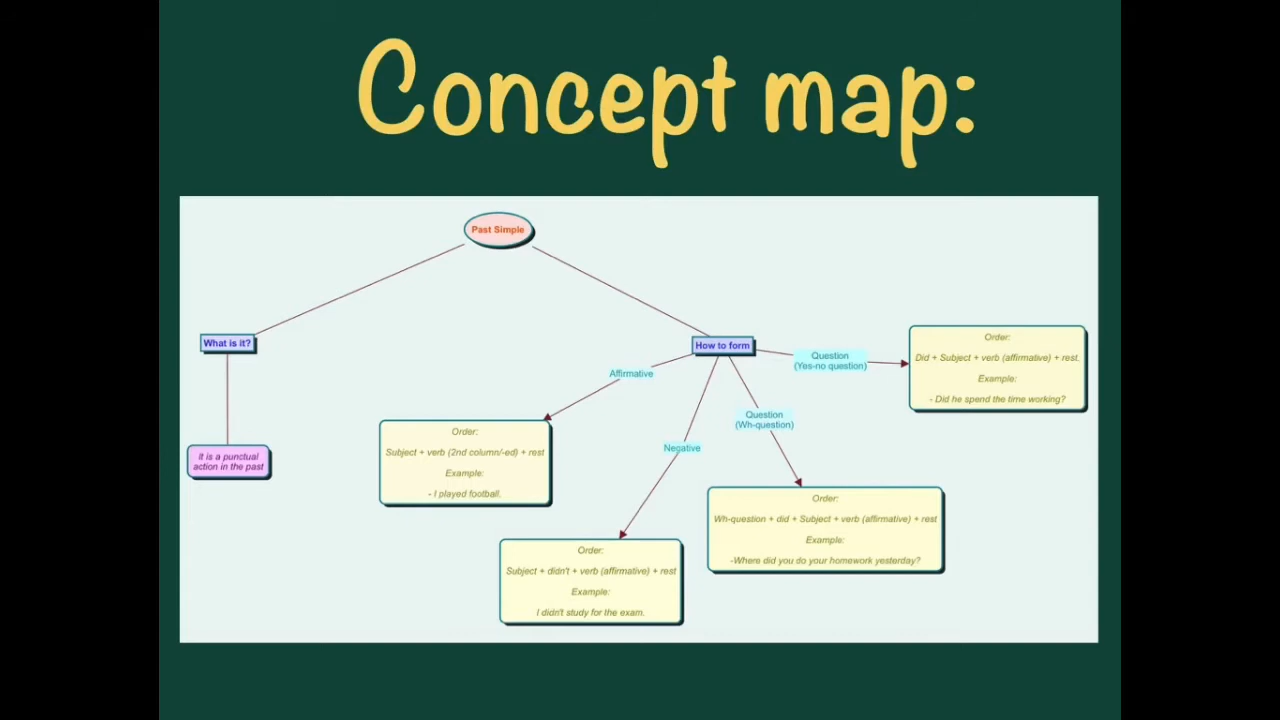 Concept map:
Past Simple
What is it?
It is a punctual
action in the past
How to form
Affirmative
Order:
Subject + verb (2nd column/-ed) + rest
Example:
- I played football.
Negative
Order:
Subject + didn't + verb (affirmative) + rest
Example:
I didn't study for the exam.
Question
(Wh-question)
Order:
Wh-question + did + Subject + verb (affirmative) + rest
Example:
-Where did you do your homework yesterday?
Question
(Yes-no question)
Order:
Did + Subject + verb (affirmative) + rest.
Example:
- Did he spend the time working?